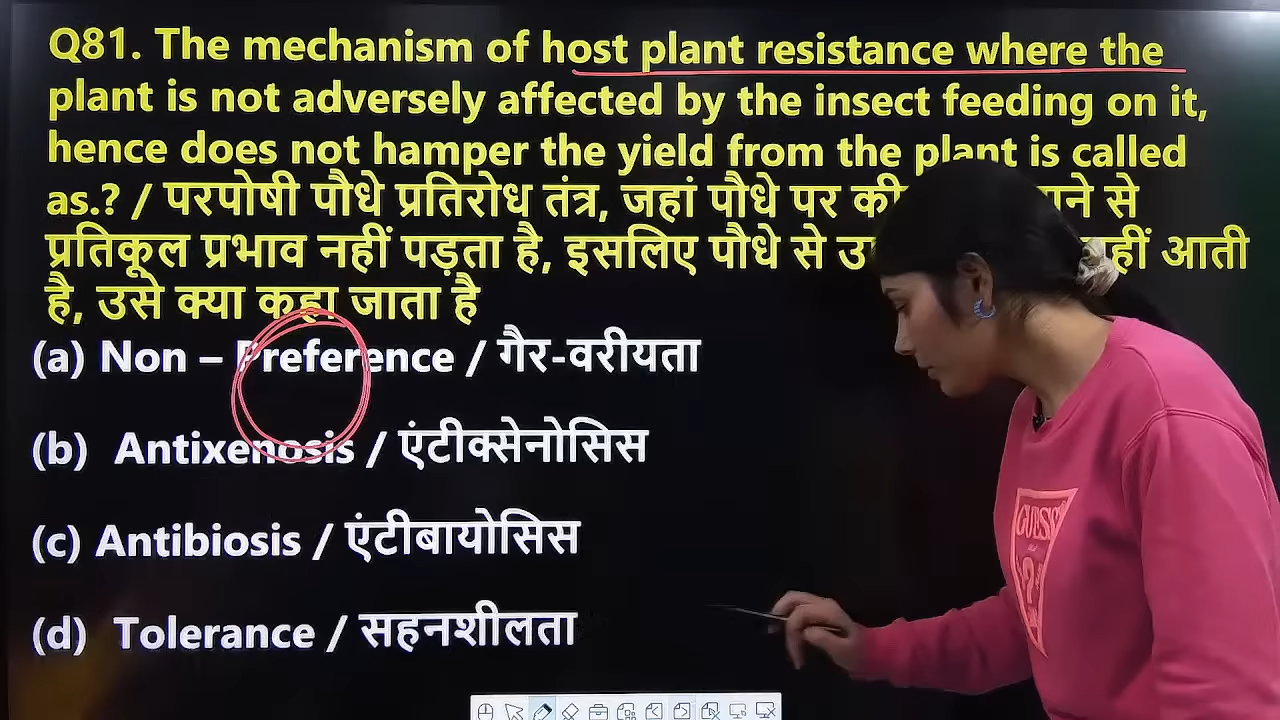 Q81. The mechanism of host plant resistance where the
plant is not adversely affected by the insect feeding on it,
hence does not hamper the yield from the plant is called
as.? / परपोषी पौधे प्रतिरोध तंत्र, जहां पौधे पर से
प्रतिकूल प्रभाव नहीं पड़ता है, इसलिए पौधे से आती
है, उसे क्या कहा जाता है
(a) Non – Preference / गैर-वरीयता
(b) Antixenosis / एंटीक्सेनोसिस
(c) Antibiosis / एंटीबायोसिस
(d) Tolerance / सहनशीलता
GUESS
?